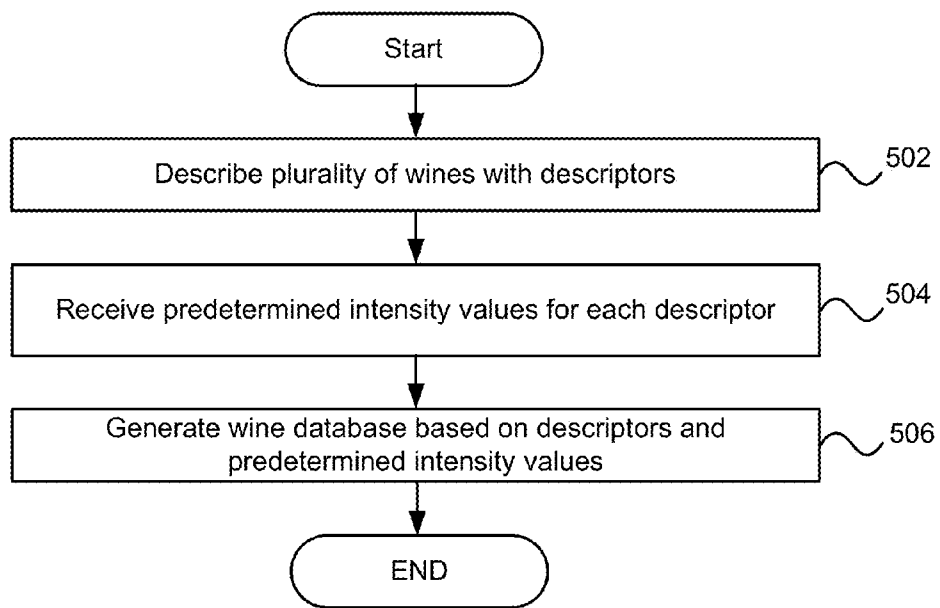 Start
Describe plurality of wines with descriptors
502
Receive predetermined intensity values for each descriptor
504
Generate wine database based on descriptors and
predetermined intensity values
506
END